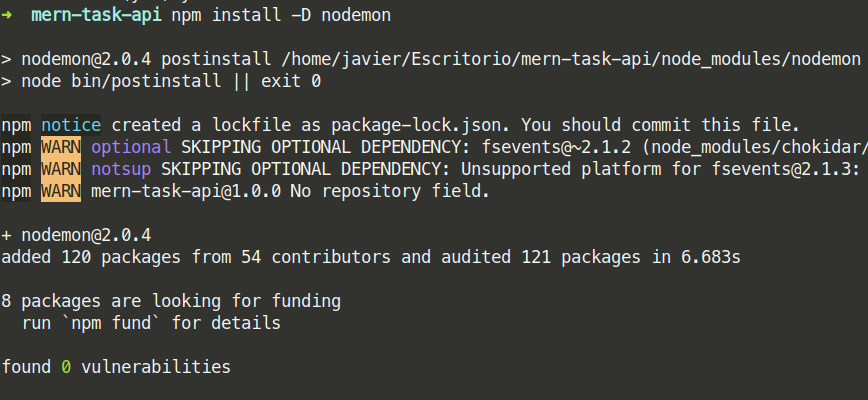 ➜ mern-task-api npm install -D nodemon
> nodemon@2.0.4 postinstall /home/javier/Escritorio/mern-task-api/node_modules/nodemon
> node bin/postinstall || exit 0
npm notice created a lockfile as package-lock.json. You should commit this file.
npm WARN optional SKIPPING OPTIONAL DEPENDENCY: fsevents@~2.1.2 (node_modules/chokidar/
npm WARN notsup SKIPPING OPTIONAL DEPENDENCY: Unsupported platform for fsevents@2.1.3:
npm WARN mern-task-api@1.0.0 No repository field.
+ nodemon@2.0.4
added 120 packages from 54 contributors and audited 121 packages in 6.683s
8 packages are looking for funding
run `npm fund` for details
found 0 vulnerabilities